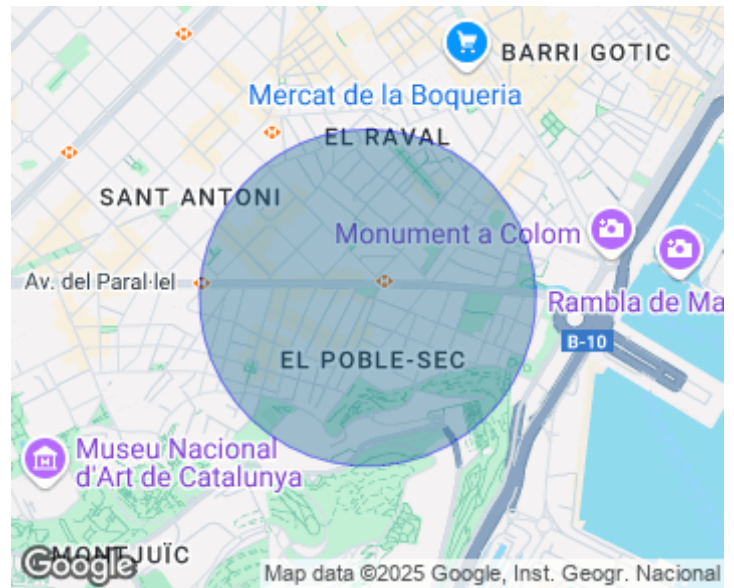 BARRI GOTIC
Mercat de la Boqueria
EL RAVAL
SANT ANTONI
Monument a Colom
Av. del Paral·lel
Rambla de Ma
B-10
EL POBLE-SEC
Museu Nacional
d'Art de Catalunya
MONTJUÏC
Google
Map data ©2025 Google, Inst. Geogr. Nacional